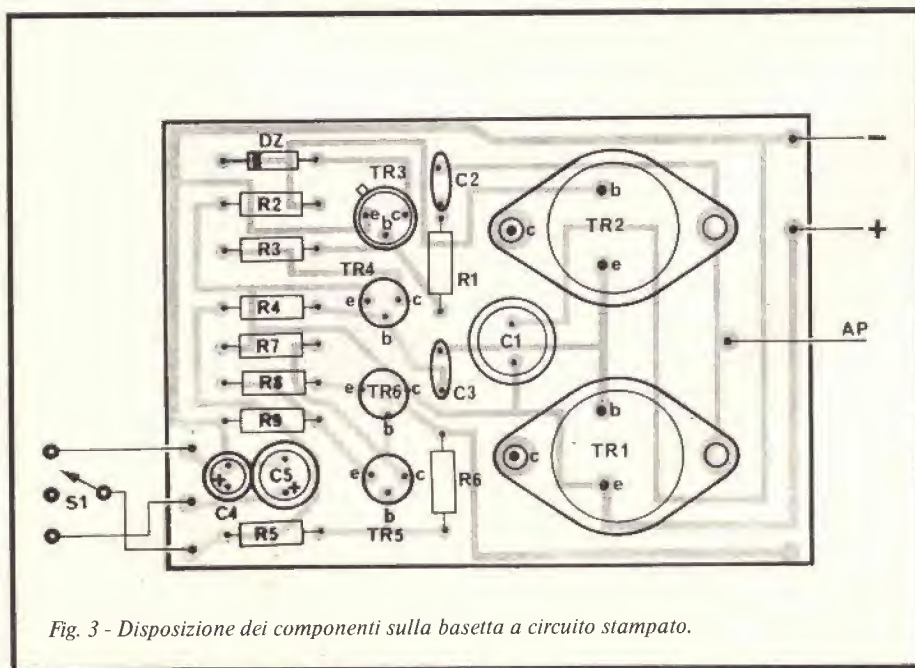 DZ
TR3
C2
R2
e b c
b
c
TR2
R3
TR4
R1
e
e
c
b
R4
C1
AP
R7
C3
R8
e
TR6
c
b
b
R9
c
TR1
e
c
R6
e
S1
C4
C5
b
R5
TR5
-
+
+
+
Fig. 3 - Disposizione dei componenti sulla basetta a circuito stampato.